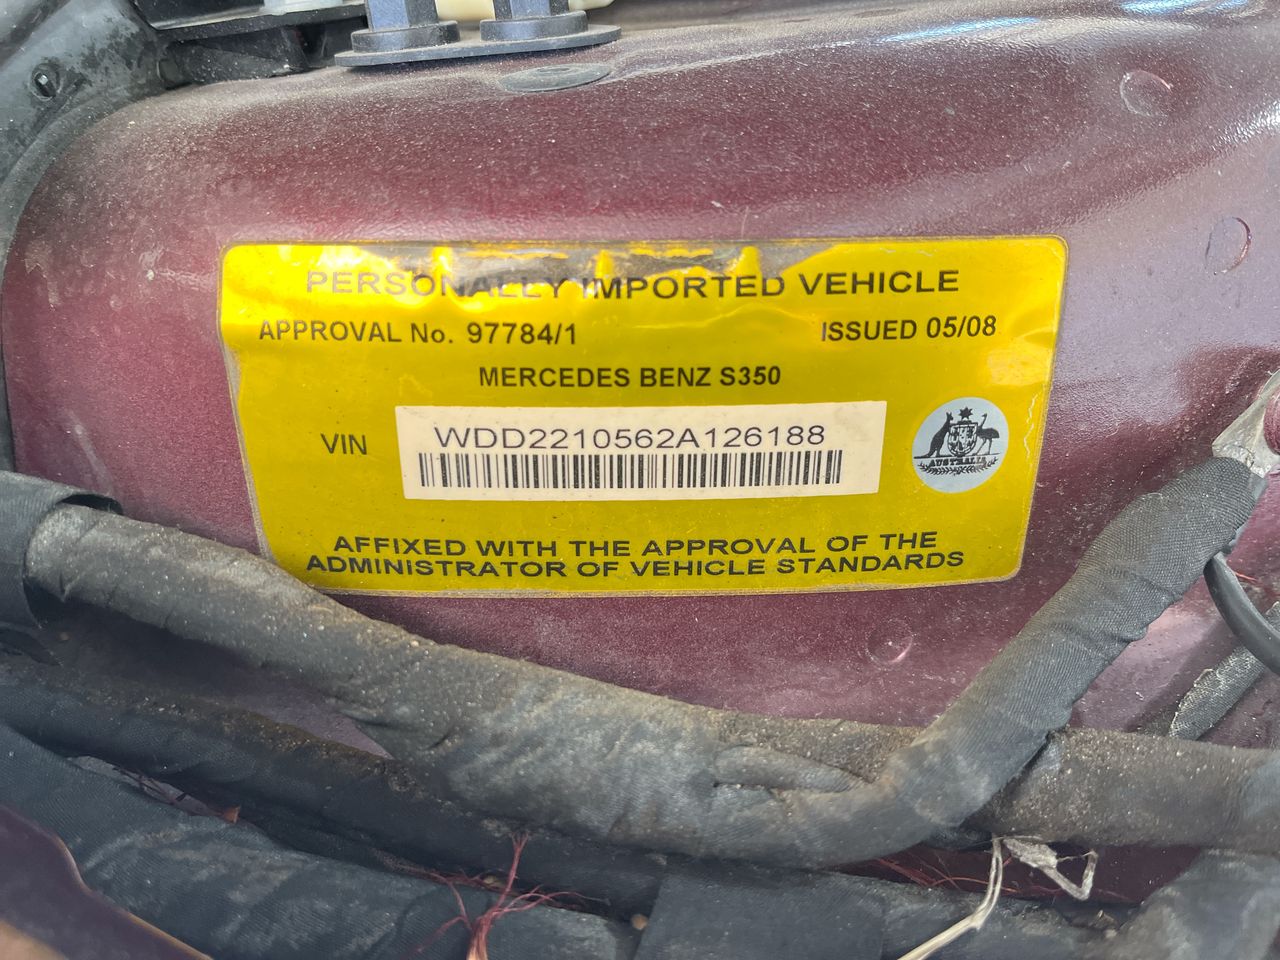 PERSONALLY IMPORTED VEHICLE
APPROVAL No. 97784/1 ISSUED 05/08
MERCEDES BENZ S350
VIN WDD2210562A126188
AUSTRALIA
AFFIXED WITH THE APPROVAL OF THE
ADMINISTRATOR OF VEHICLE STANDARDS